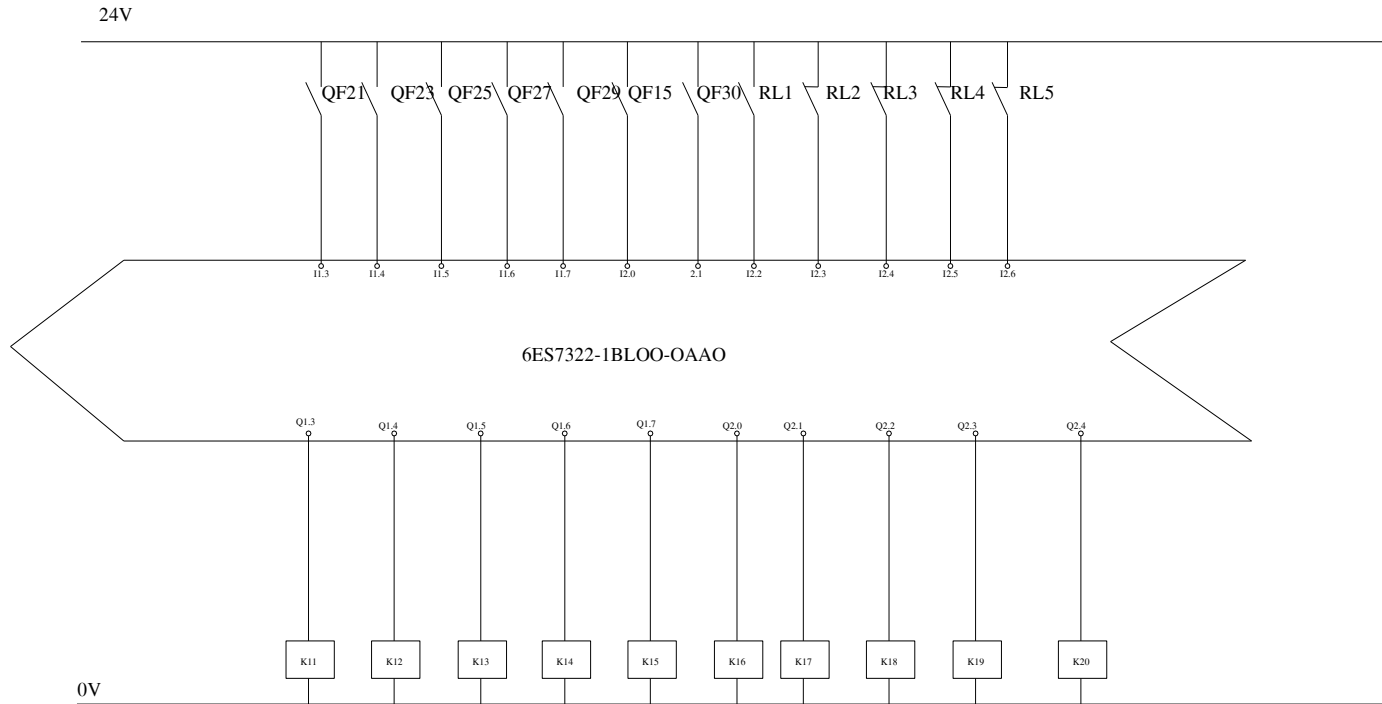 24V
QF21 QF23 QF25 QF27 QF29 QF15 QF30 RL1 RL2 RL3 RL4 RL5
I1.3 I1.4 I1.5 I1.6 I1.7 I2.0 2.1 I2.2 I2.3 I2.4 I2.5 I2.6
6ES7322-1BLOO-OAAO
Q1.3 Q1.4 Q1.5 Q1.6 Q1.7 Q2.0 Q2.1 Q2.2 Q2.3 Q2.4
K11 K12 K13 K14 K15 K16 K17 K18 K19 K20
0V